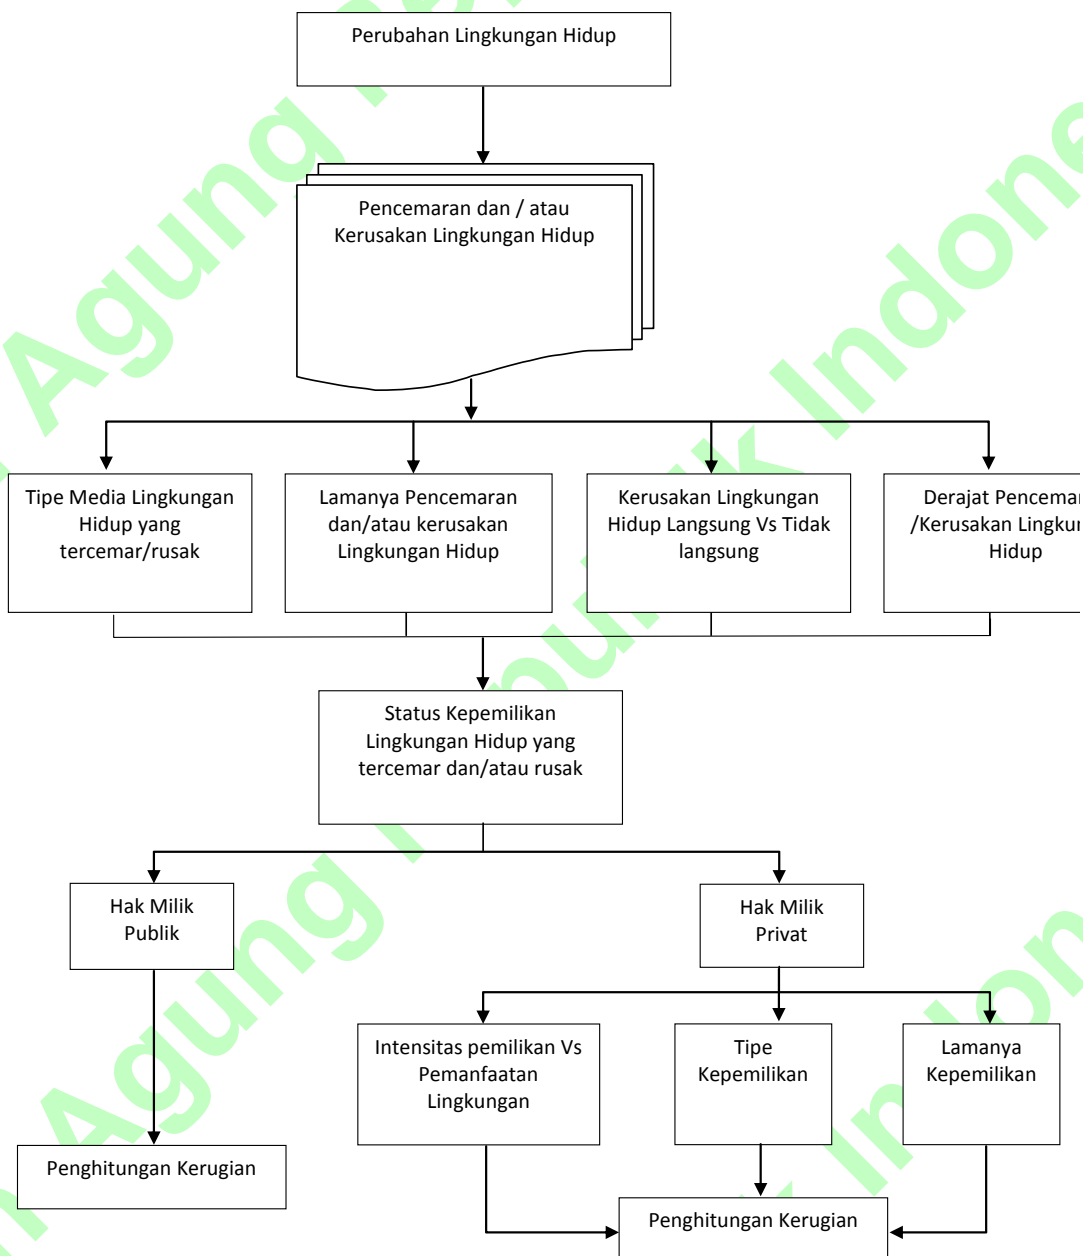 Perubahan Lingkungan Hidup
Pencemaran dan / atau
Kerusakan Lingkungan Hidup
Tipe Media Lingkungan
Hidup yang
tercemar/rusak
Lamanya Pencemaran
dan/atau kerusakan
Lingkungan Hidup
Kerusakan Lingkungan
Hidup Langsung Vs Tidak
langsung
Derajat
Hidup
Status Kepemilikan
Lingkungan Hidup yang
tercemar dan/atau rusak
Hak Milik
Publik
Hak Milik
Privat
Intensitas pemilikan Vs
Pemanfaatan
Lingkungan
Tipe
Kepemilikan
Lamanya
Kepemilikan
Penghitungan Kerugian
Penghitungan Kerugian
Agung
Agung